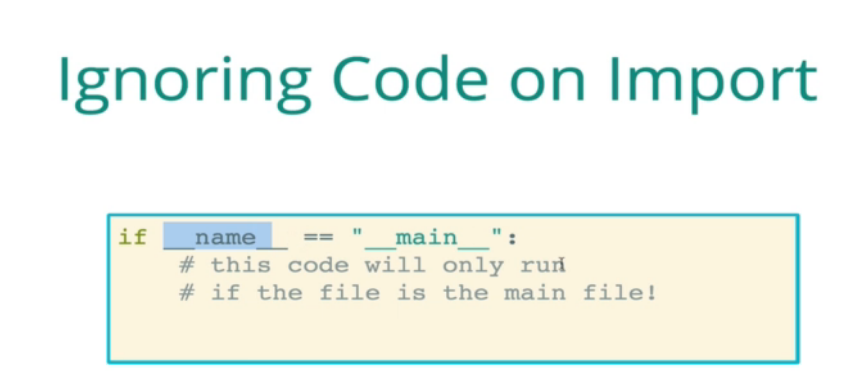 Ignoring Code on Import
if __name__ == "__main__":
# this code will only run
# if the file is the main file!